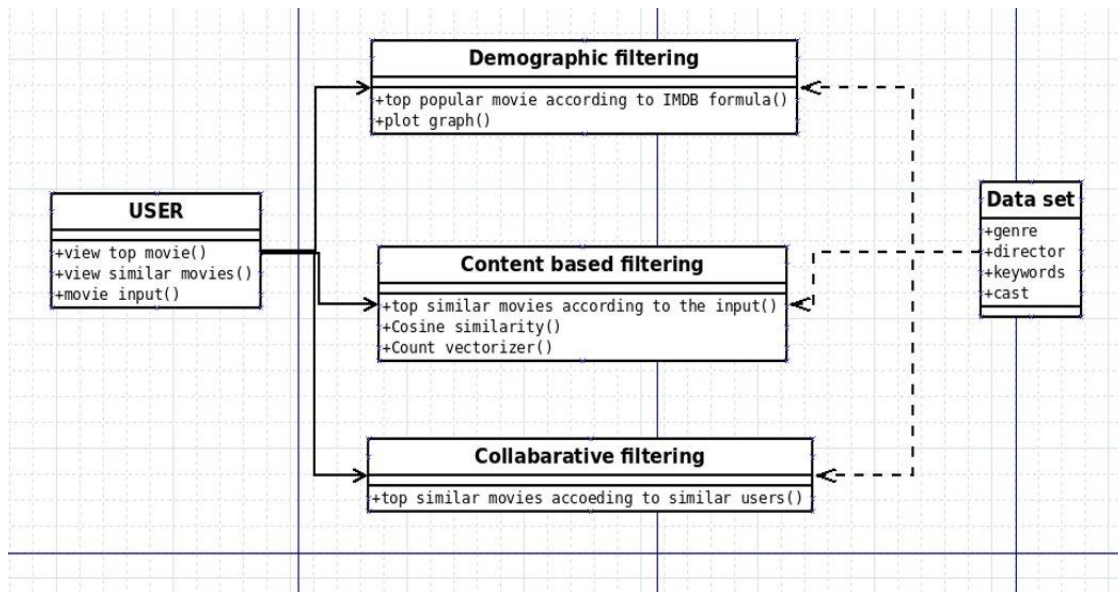 Demographic filtering
+top popular movie according to IMDB formula()
+plot graph()
USER
+view top movie()
+view similar movies()
+movie input()
Content based filtering
+top similar movies according to the input()
+Cosine similarity()
+Count vectorizer()
Data set
+genre
+director
+keywords
+cast
Collabarative filtering
+top similar movies accoeding to similar users()